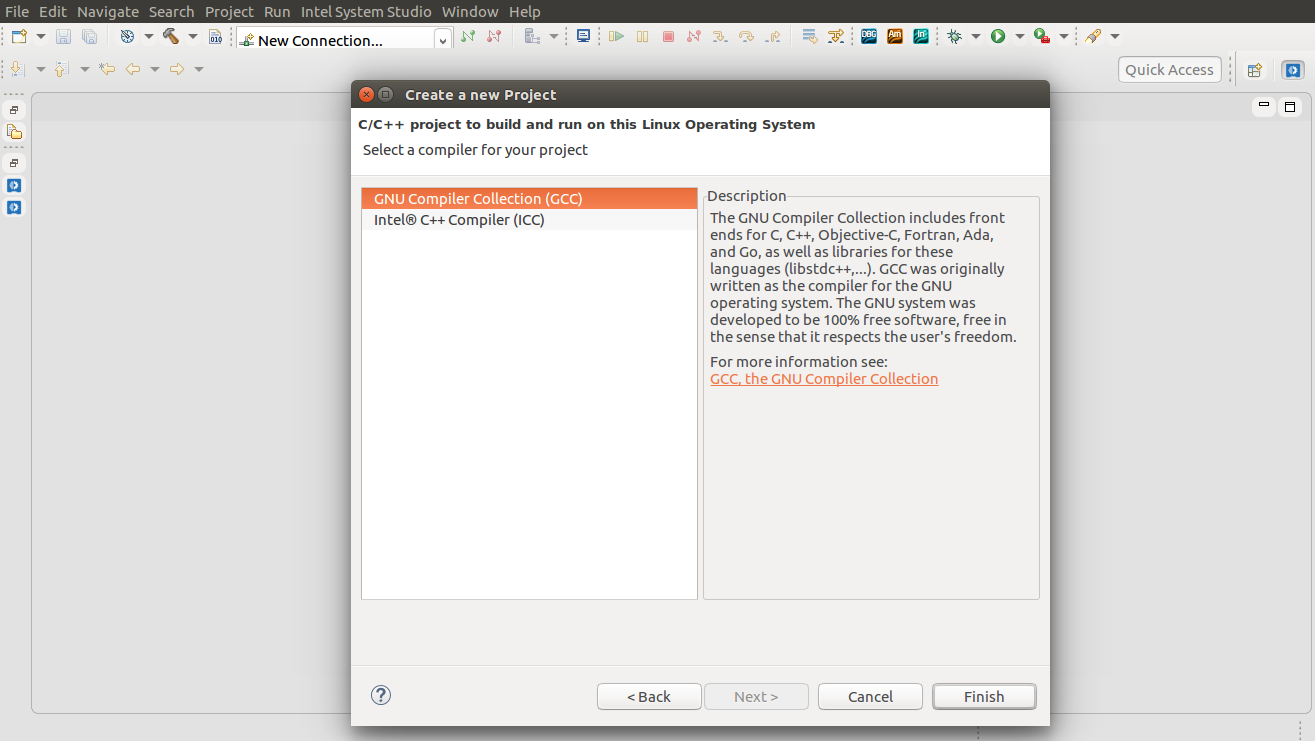 File Edit Navigate Search Project Run Intel System Studio Window Help
010 New Connection... DBG Am In!
Quick Access
Create a new Project
C/C++ project to build and run on this Linux Operating System
Select a compiler for your project
GNU Compiler Collection (GCC)
Intel® C++ Compiler (ICC)
Description
The GNU Compiler Collection includes front
ends for C, C++, Objective-C, Fortran, Ada,
and Go, as well as libraries for these
languages (libstdc++,...). GCC was originally
written as the compiler for the GNU
operating system. The GNU system was
developed to be 100% free software, free in
the sense that it respects the user's freedom.
For more information see:
GCC, the GNU Compiler Collection
?
< Back Next > Cancel Finish